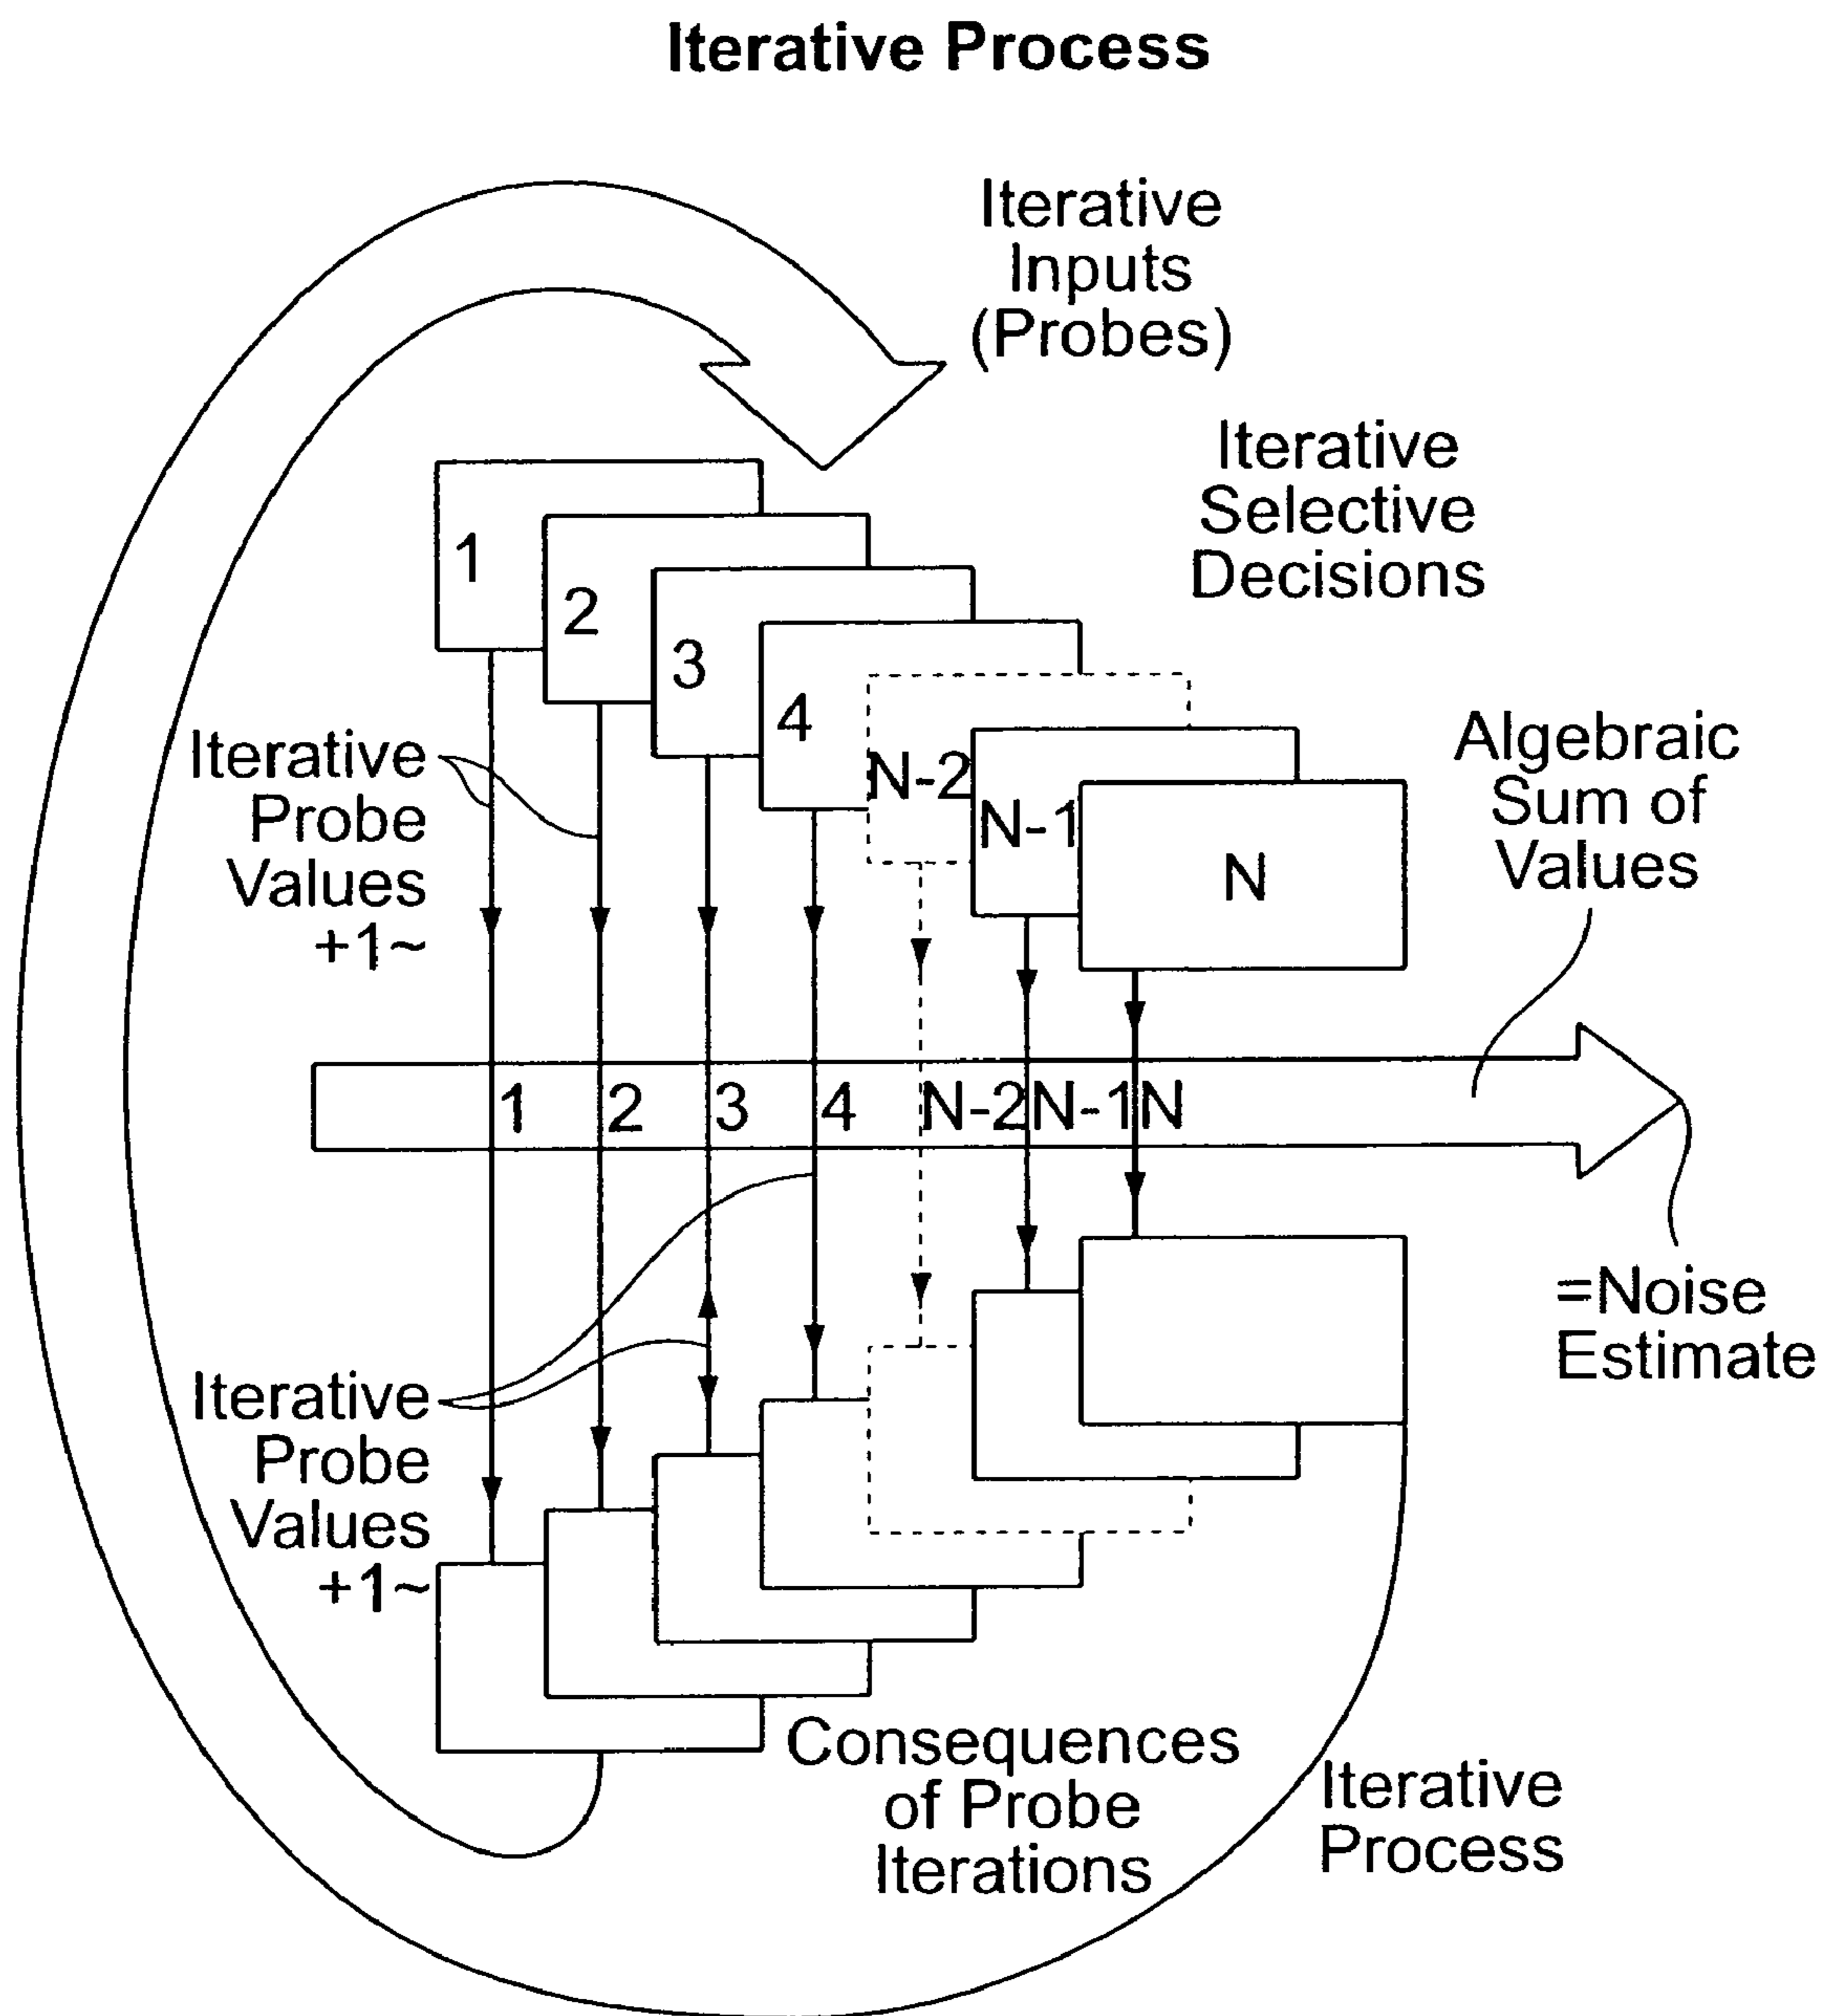 Iterative Process
Iterative
Inputs
(Probes)
Iterative
Selective
Decisions
1
2
3
4
N-2
N-1
N
Iterative
Probe
Values
+1~
Algebraic
Sum of
Values
1
2
3
4
N-2
N-1
N
=Noise
Estimate
Iterative
Probe
Values
+1~
Consequences
of Probe
Iterations
Iterative
Process